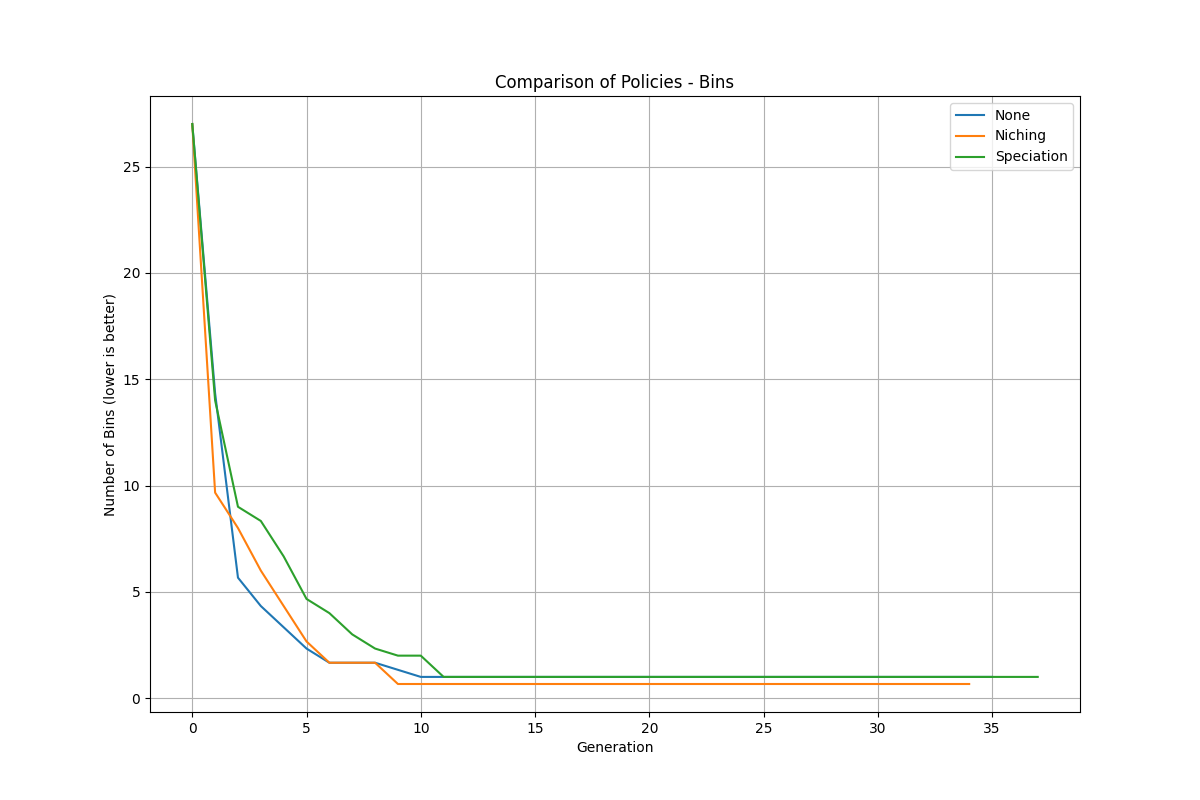 Comparison of Policies - Bins
None
Niching
Speciation
Number of Bins (lower is better)
25
20
15
10
5
0
0 5 10 15 20 25 30 35
Generation